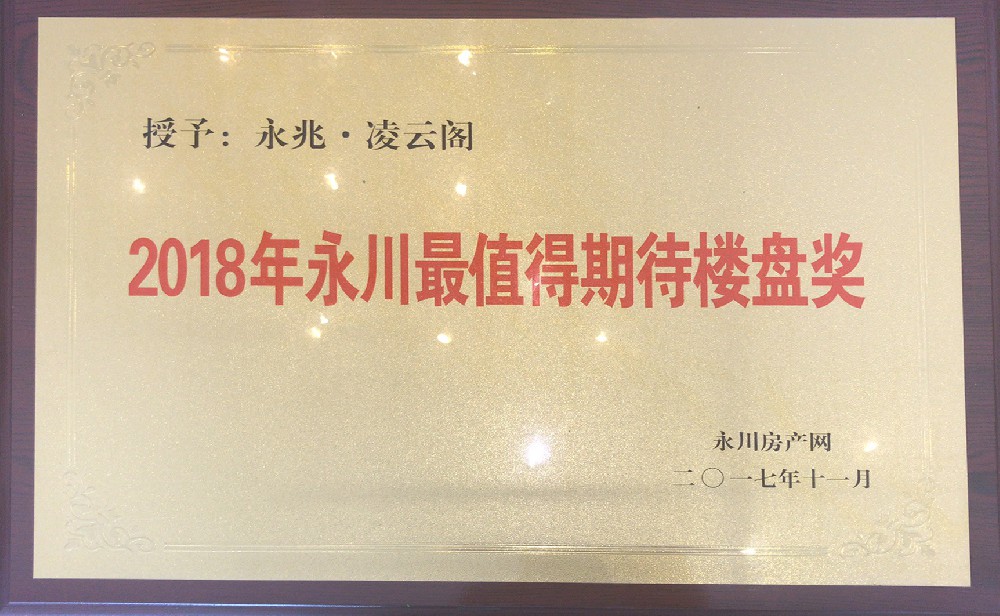 授予：永兆·凌云阁
2018年永川最值得期待楼盘奖
永川房产网
二〇一七年十一月